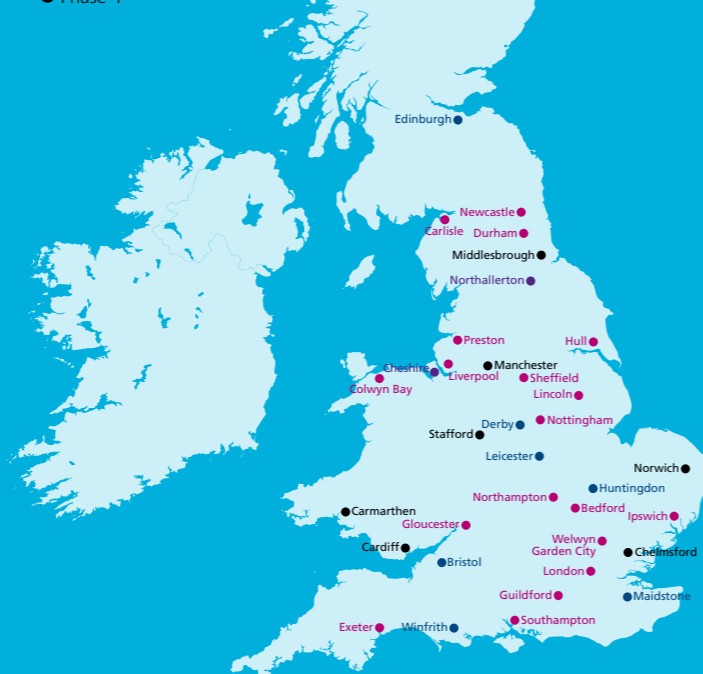 Phase 4
Edinburgh
Newcastle
Carlisle
Durham
Middlesbrough
Northallerton
Preston
Hull
Manchester
Cheshire
Liverpool
Sheffield
Colwyn Bay
Lincoln
Nottingham
Derby
Stafford
Leicester
Norwich
Huntingdon
Northampton
Bedford
Carmarthen
Ipswich
Gloucester
Welwyn
Garden City
Cardiff
Chelmsford
Bristol
London
Guildford
Maidstone
Southampton
Exeter
Winfrith